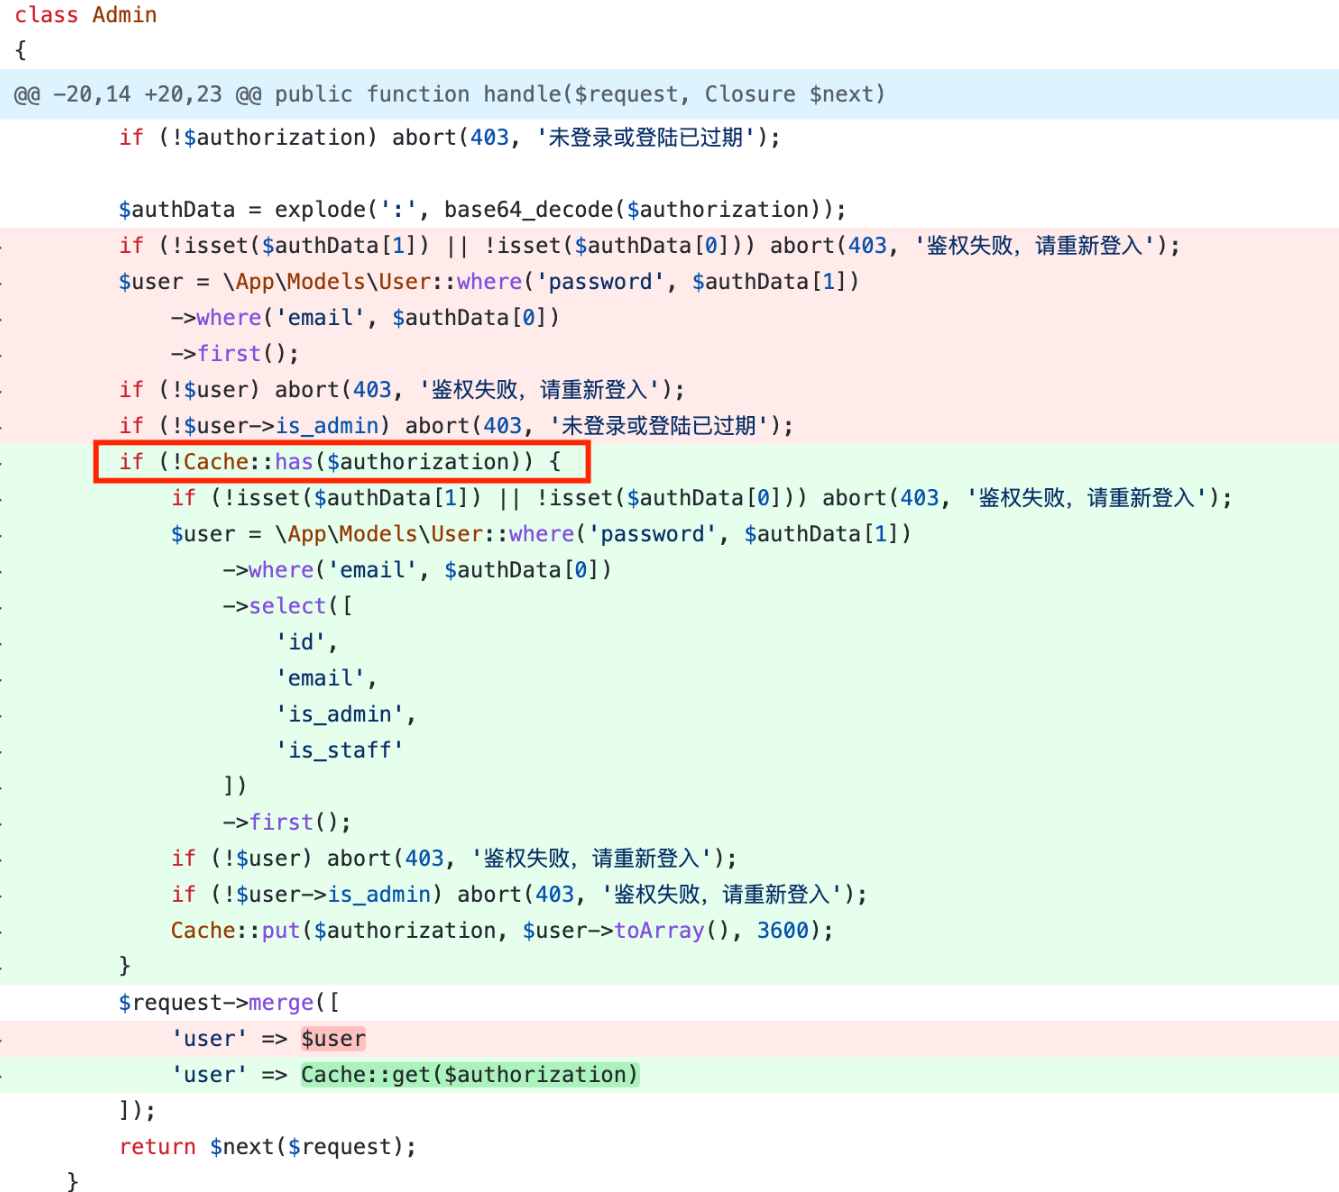 class Admin
{
@@ -20,14 +20,23 @@ public function handle($request, Closure $next)
if (!$authorization) abort(403, '未登录或登陆已过期');
$authData = explode(':', base64_decode($authorization));
if (!isset($authData[1]) || !isset($authData[0])) abort(403, '鉴权失败，请重新登入');
$user = \App\Models\User::where('password', $authData[1])
->where('email', $authData[0])
->first();
if (!$user) abort(403, '鉴权失败，请重新登入');
if (!$user->is_admin) abort(403, '未登录或登陆已过期');
if (!Cache::has($authorization)) {
if (!isset($authData[1]) || !isset($authData[0])) abort(403, '鉴权失败，请重新登入');
$user = \App\Models\User::where('password', $authData[1])
->where('email', $authData[0])
->select([
'id',
'email',
'is_admin',
'is_staff'
])
->first();
if (!$user) abort(403, '鉴权失败，请重新登入');
if (!$user->is_admin) abort(403, '鉴权失败，请重新登入');
Cache::put($authorization, $user->toArray(), 3600);
}
$request->merge([
'user' => $user
'user' => Cache::get($authorization)
]);
return $next($request);
}